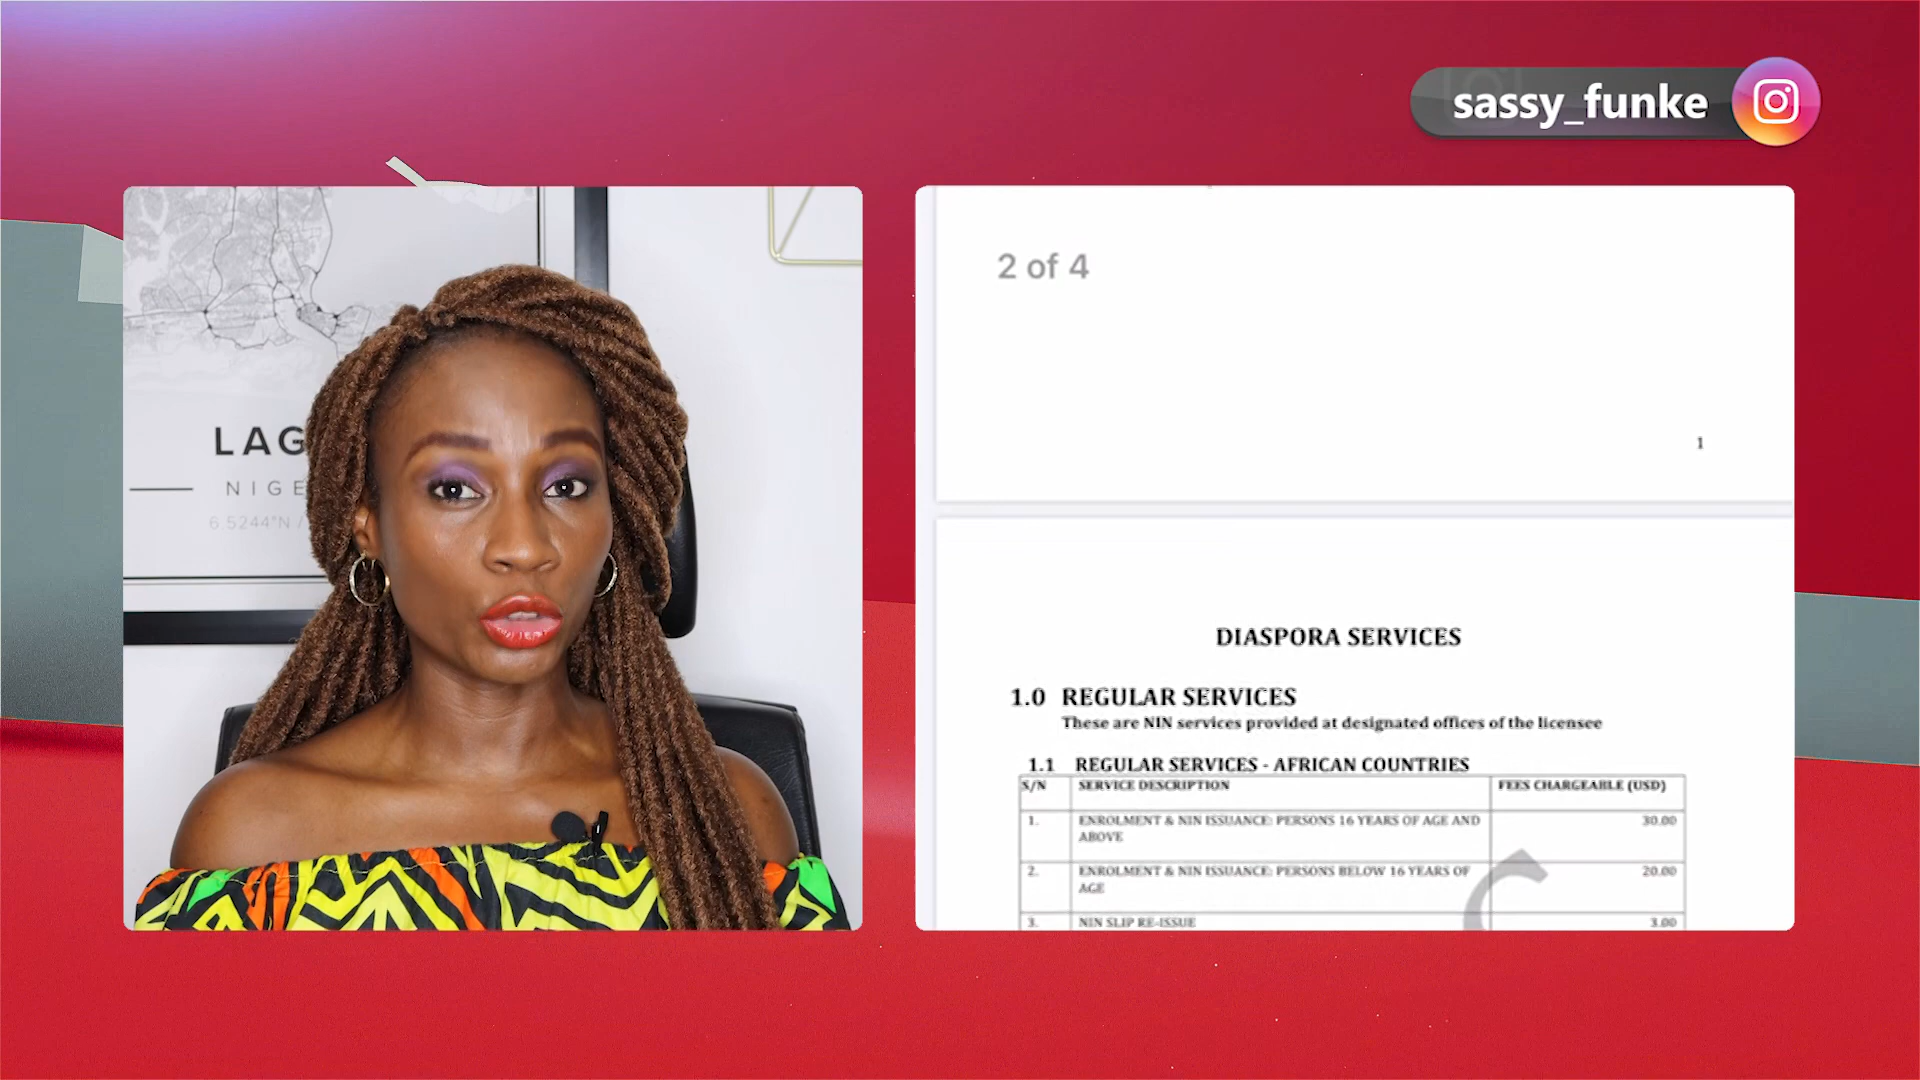 sassy_funke
LAG
NIGE
6.5244°N /
2 of 4
1
DIASPORA SERVICES
1.0 REGULAR SERVICES
These are NIN services provided at designated offices of the licensee
1.1 REGULAR SERVICES - AFRICAN COUNTRIES
S/N SERVICE DESCRIPTION FEES CHARGEABLE (USD)
1. ENROLMENT & NIN ISSUANCE: PERSONS 16 YEARS OF AGE AND 30.00
ABOVE
2. ENROLMENT & NIN ISSUANCE: PERSONS BELOW 16 YEARS OF 20.00
AGE
3. NIN SLIP RE-ISSUE 3.00